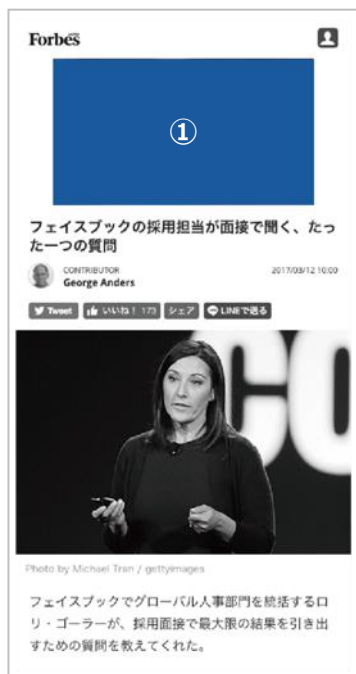 Forbes
①
フェイスブックの採用担当が面接で聞く、たっ
た一つの質問
CONTRIBUTOR
George Anders
2017/03/12 10:00
Tweet いいね！ 173 シェア LINEで送る
CO
Photo by Michael Tran / gettyimages
フェイスブックでグローバル人事部門を統括するロ
リ・ゴーラーが、採用面接で最大限の結果を引き出
すための質問を教えてくれた。